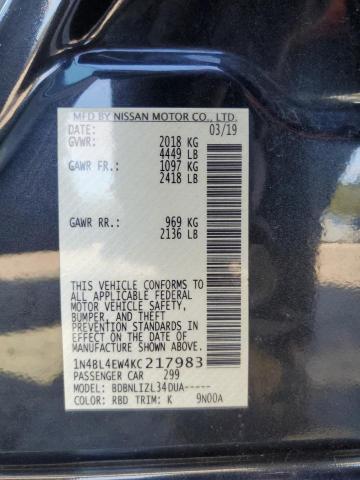 MFD BY NISSAN MOTOR CO., LTD.
DATE: 03/19
GVWR: 2018 KG
4449 LB
GAWR FR.: 1097 KG
2418 LB
GAWR RR.: 969 KG
2136 LB
THIS VEHICLE CONFORMS TO
ALL APPLICABLE FEDERAL
MOTOR VEHICLE SAFETY,
BUMPER, AND THEFT
PREVENTION STANDARDS
IN EFFECT ON THE DATE OF
MANUFACTURE SHOWN ABOVE.
1N4BL4EW4KC217983
PASSENGER CAR 299
MODEL: BDBNLIZL34DUA-----
COLOR: RBD TRIM: K 9N00A